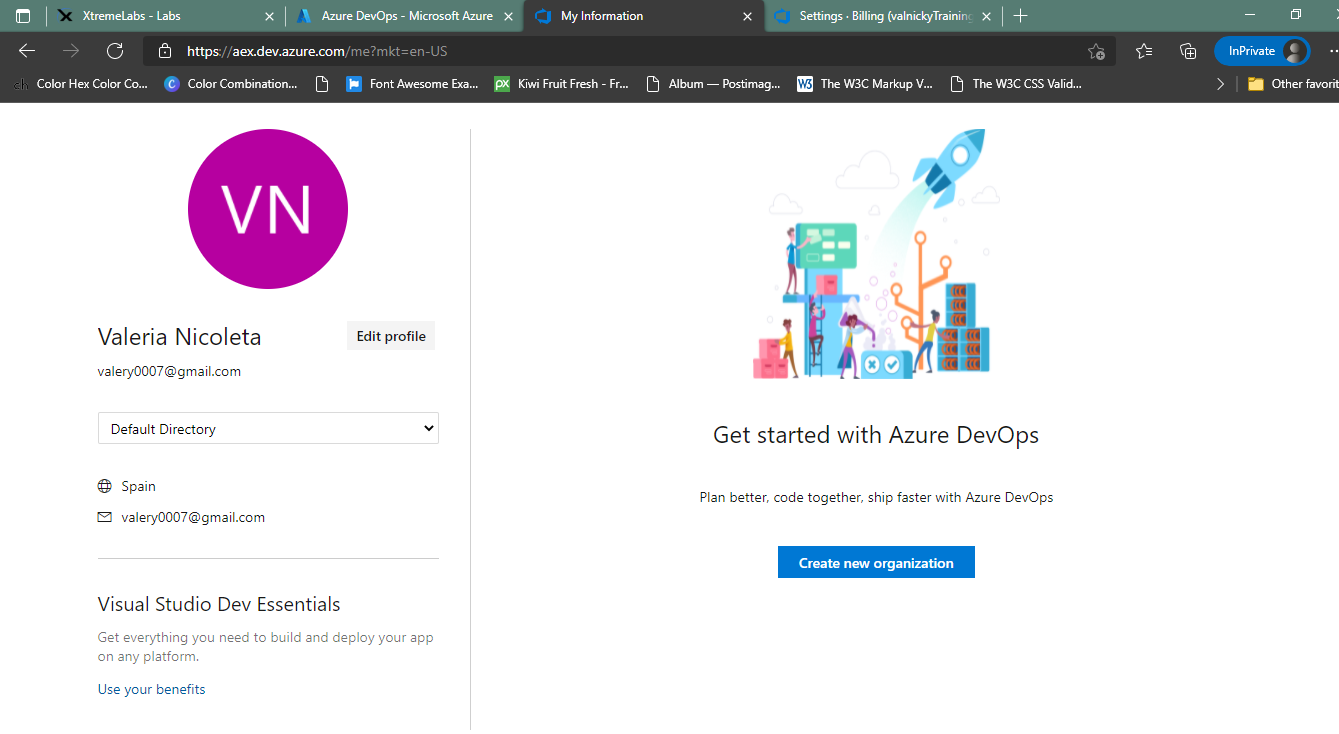 XtremeLabs - Labs
Azure DevOps - Microsoft Azure
My Information
Settings · Billing (valnickyTraining
https://aex.dev.azure.com/me?mkt=en-US
InPrivate
ch
Color Hex Color Co...
C
Color Combination...
Font Awesome Exa...
px
Kiwi Fruit Fresh - Fr...
Album — Postimag...
W3
The W3C Markup V...
The W3C CSS Valid...
Other favorit
VN
Valeria Nicoleta
Edit profile
valery0007@gmail.com
Default Directory
Spain
valery0007@gmail.com
Visual Studio Dev Essentials
Get everything you need to build and deploy your app
on any platform.
Use your benefits
Get started with Azure DevOps
Plan better, code together, ship faster with Azure DevOps
Create new organization